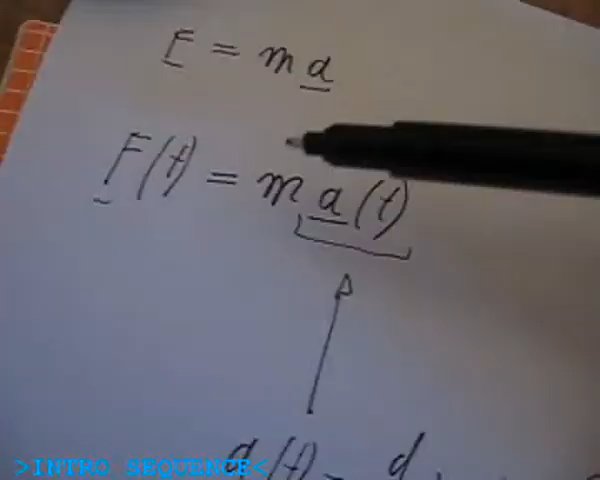 F = ma
F(t) = ma(t)
a(t) = d
>INTRO SEQUENCE<